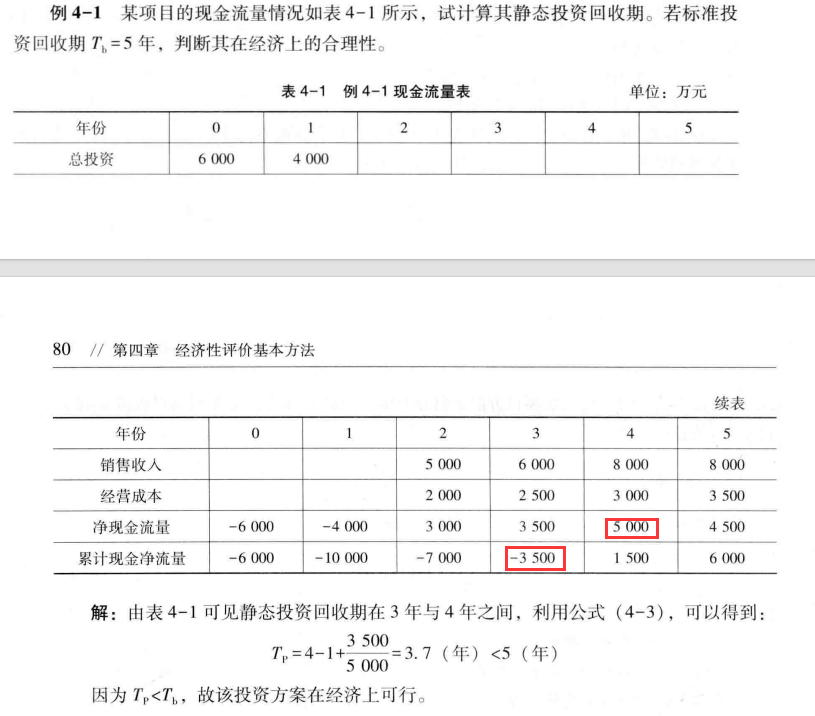 例 4-1 某项目的现金流量情况如表 4-1 所示，试计算其静态投资回收期。若标准投
资回收期 Tb=5 年，判断其在经济上的合理性。
表 4-1 例 4-1 现金流量表 单位：万元
年份 0 1 2 3 4 5
总投资 6 000 4 000
80 // 第四章 经济性评价基本方法
续表
年份 0 1 2 3 4 5
销售收入 5 000 6 000 8 000 8 000
经营成本 2 000 2 500 3 000 3 500
净现金流量 -6 000 -4 000 3 000 3 500 5 000 4 500
累计现金净流量 -6 000 -10 000 -7 000 -3 500 1 500 6 000
解：由表 4-1 可见静态投资回收期在 3 年与 4 年之间，利用公式（4-3），可以得到：
TP=4-1+3 500/5 000=3.7（年）<5（年）
因为 TP<Tb，故该投资方案在经济上可行。